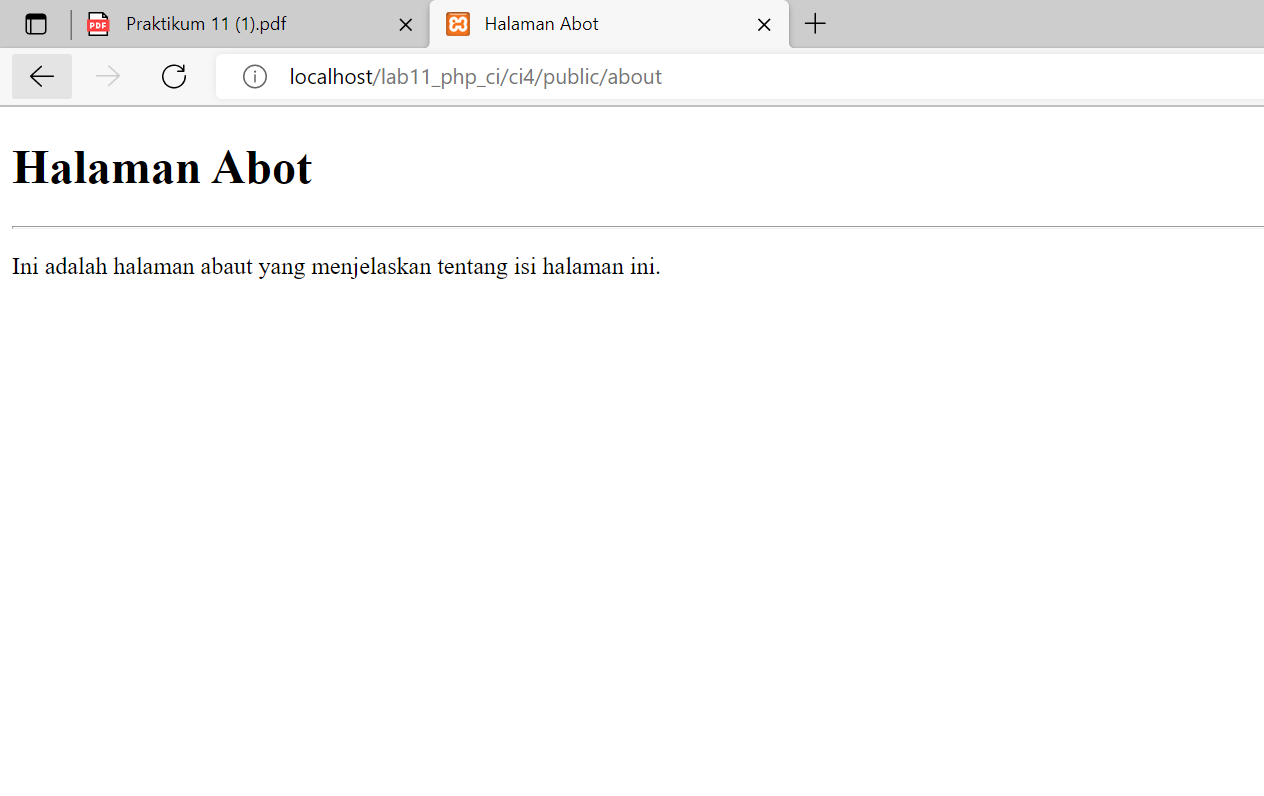 Praktikum 11 (1).pdf
Halaman Abot
localhost/lab11_php_ci/ci4/public/about
Halaman Abot
Ini adalah halaman abaut yang menjelaskan tentang isi halaman ini.